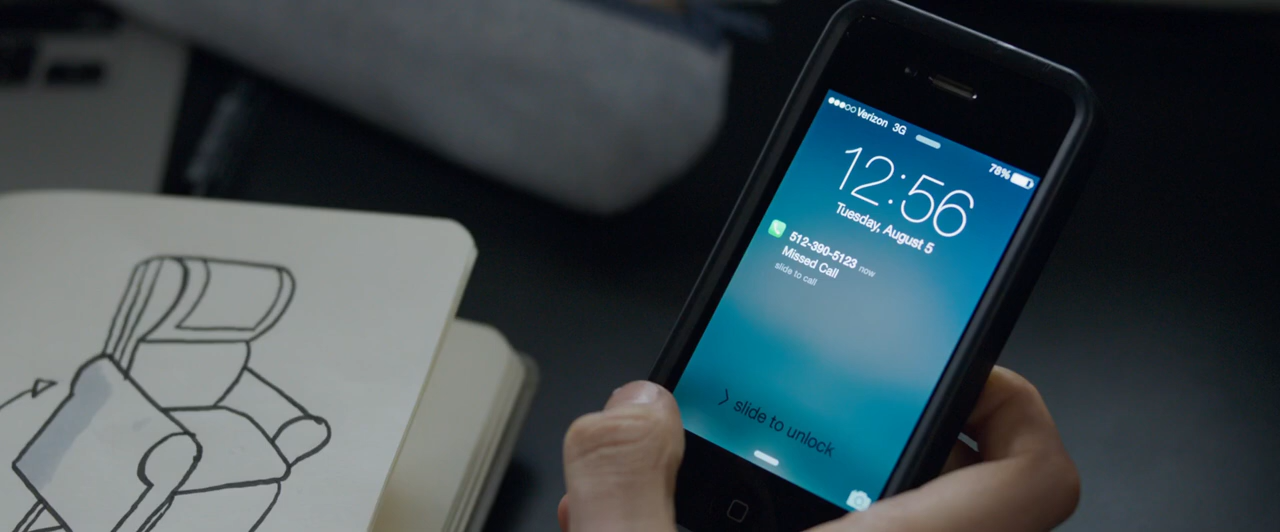 ●●●○○ Verizon 3G 78%
12:56
Tuesday, August 5
512-390-5123 now
Missed Call
slide to call
> slide to unlock